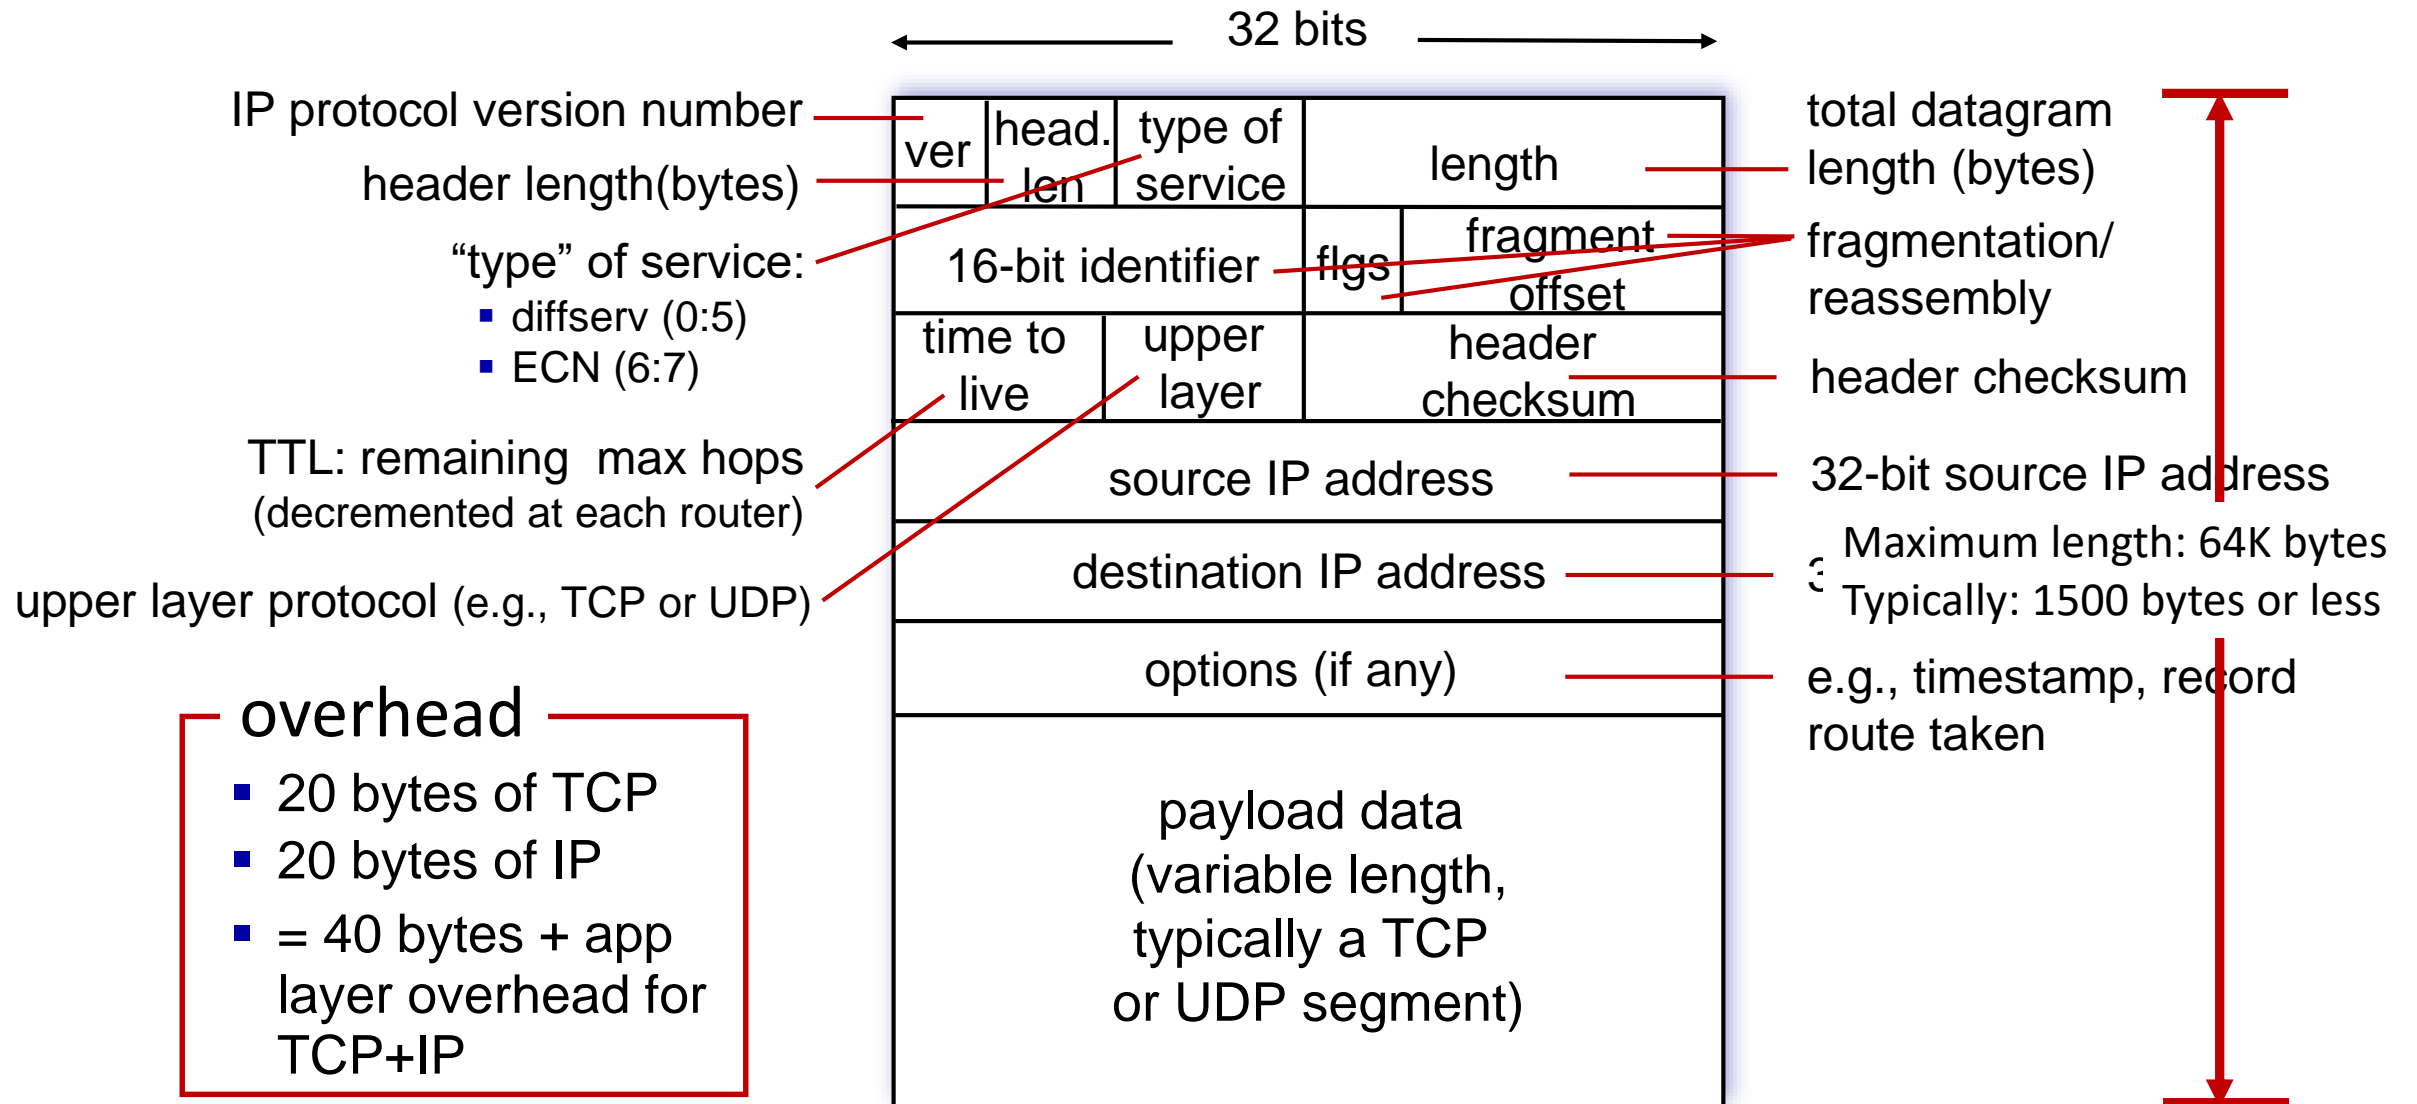 32 bits
IP protocol version number
header length(bytes)
“type” of service:
▪ diffserv (0:5)
▪ ECN (6:7)
TTL: remaining  max hops
(decremented at each router)
upper layer protocol (e.g., TCP or UDP)
overhead
▪ 20 bytes of TCP
▪ 20 bytes of IP
▪ = 40 bytes + app
layer overhead for
TCP+IP
ver
head.
len
type of
service
length
16-bit identifier
flgs
fragment
offset
time to
live
upper
layer
header
checksum
source IP address
destination IP address
options (if any)
payload data
(variable length,
typically a TCP
or UDP segment)
total datagram
length (bytes)
fragmentation/
reassembly
header checksum
32-bit source IP address
Maximum length: 64K bytes
Typically: 1500 bytes or less
e.g., timestamp, record
route taken